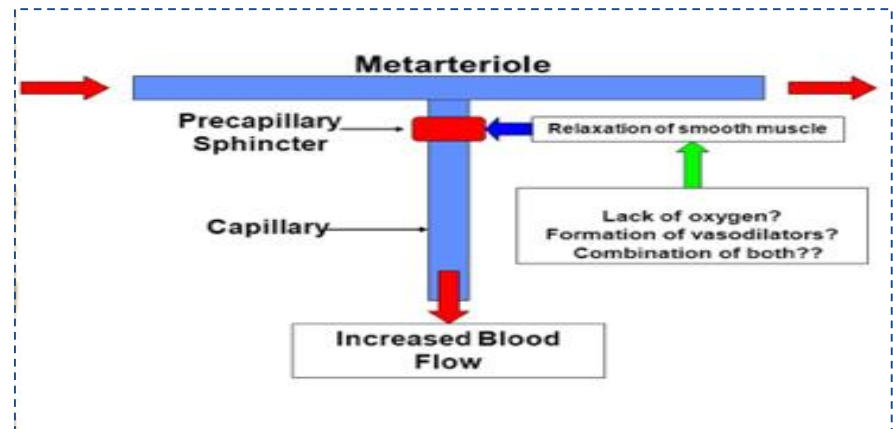 Metarteriole
Precapillary
Sphincter
Relaxation of smooth muscle
Lack of oxygen?
Formation of vasodilators?
Combination of both??
Capillary
Increased Blood
Flow